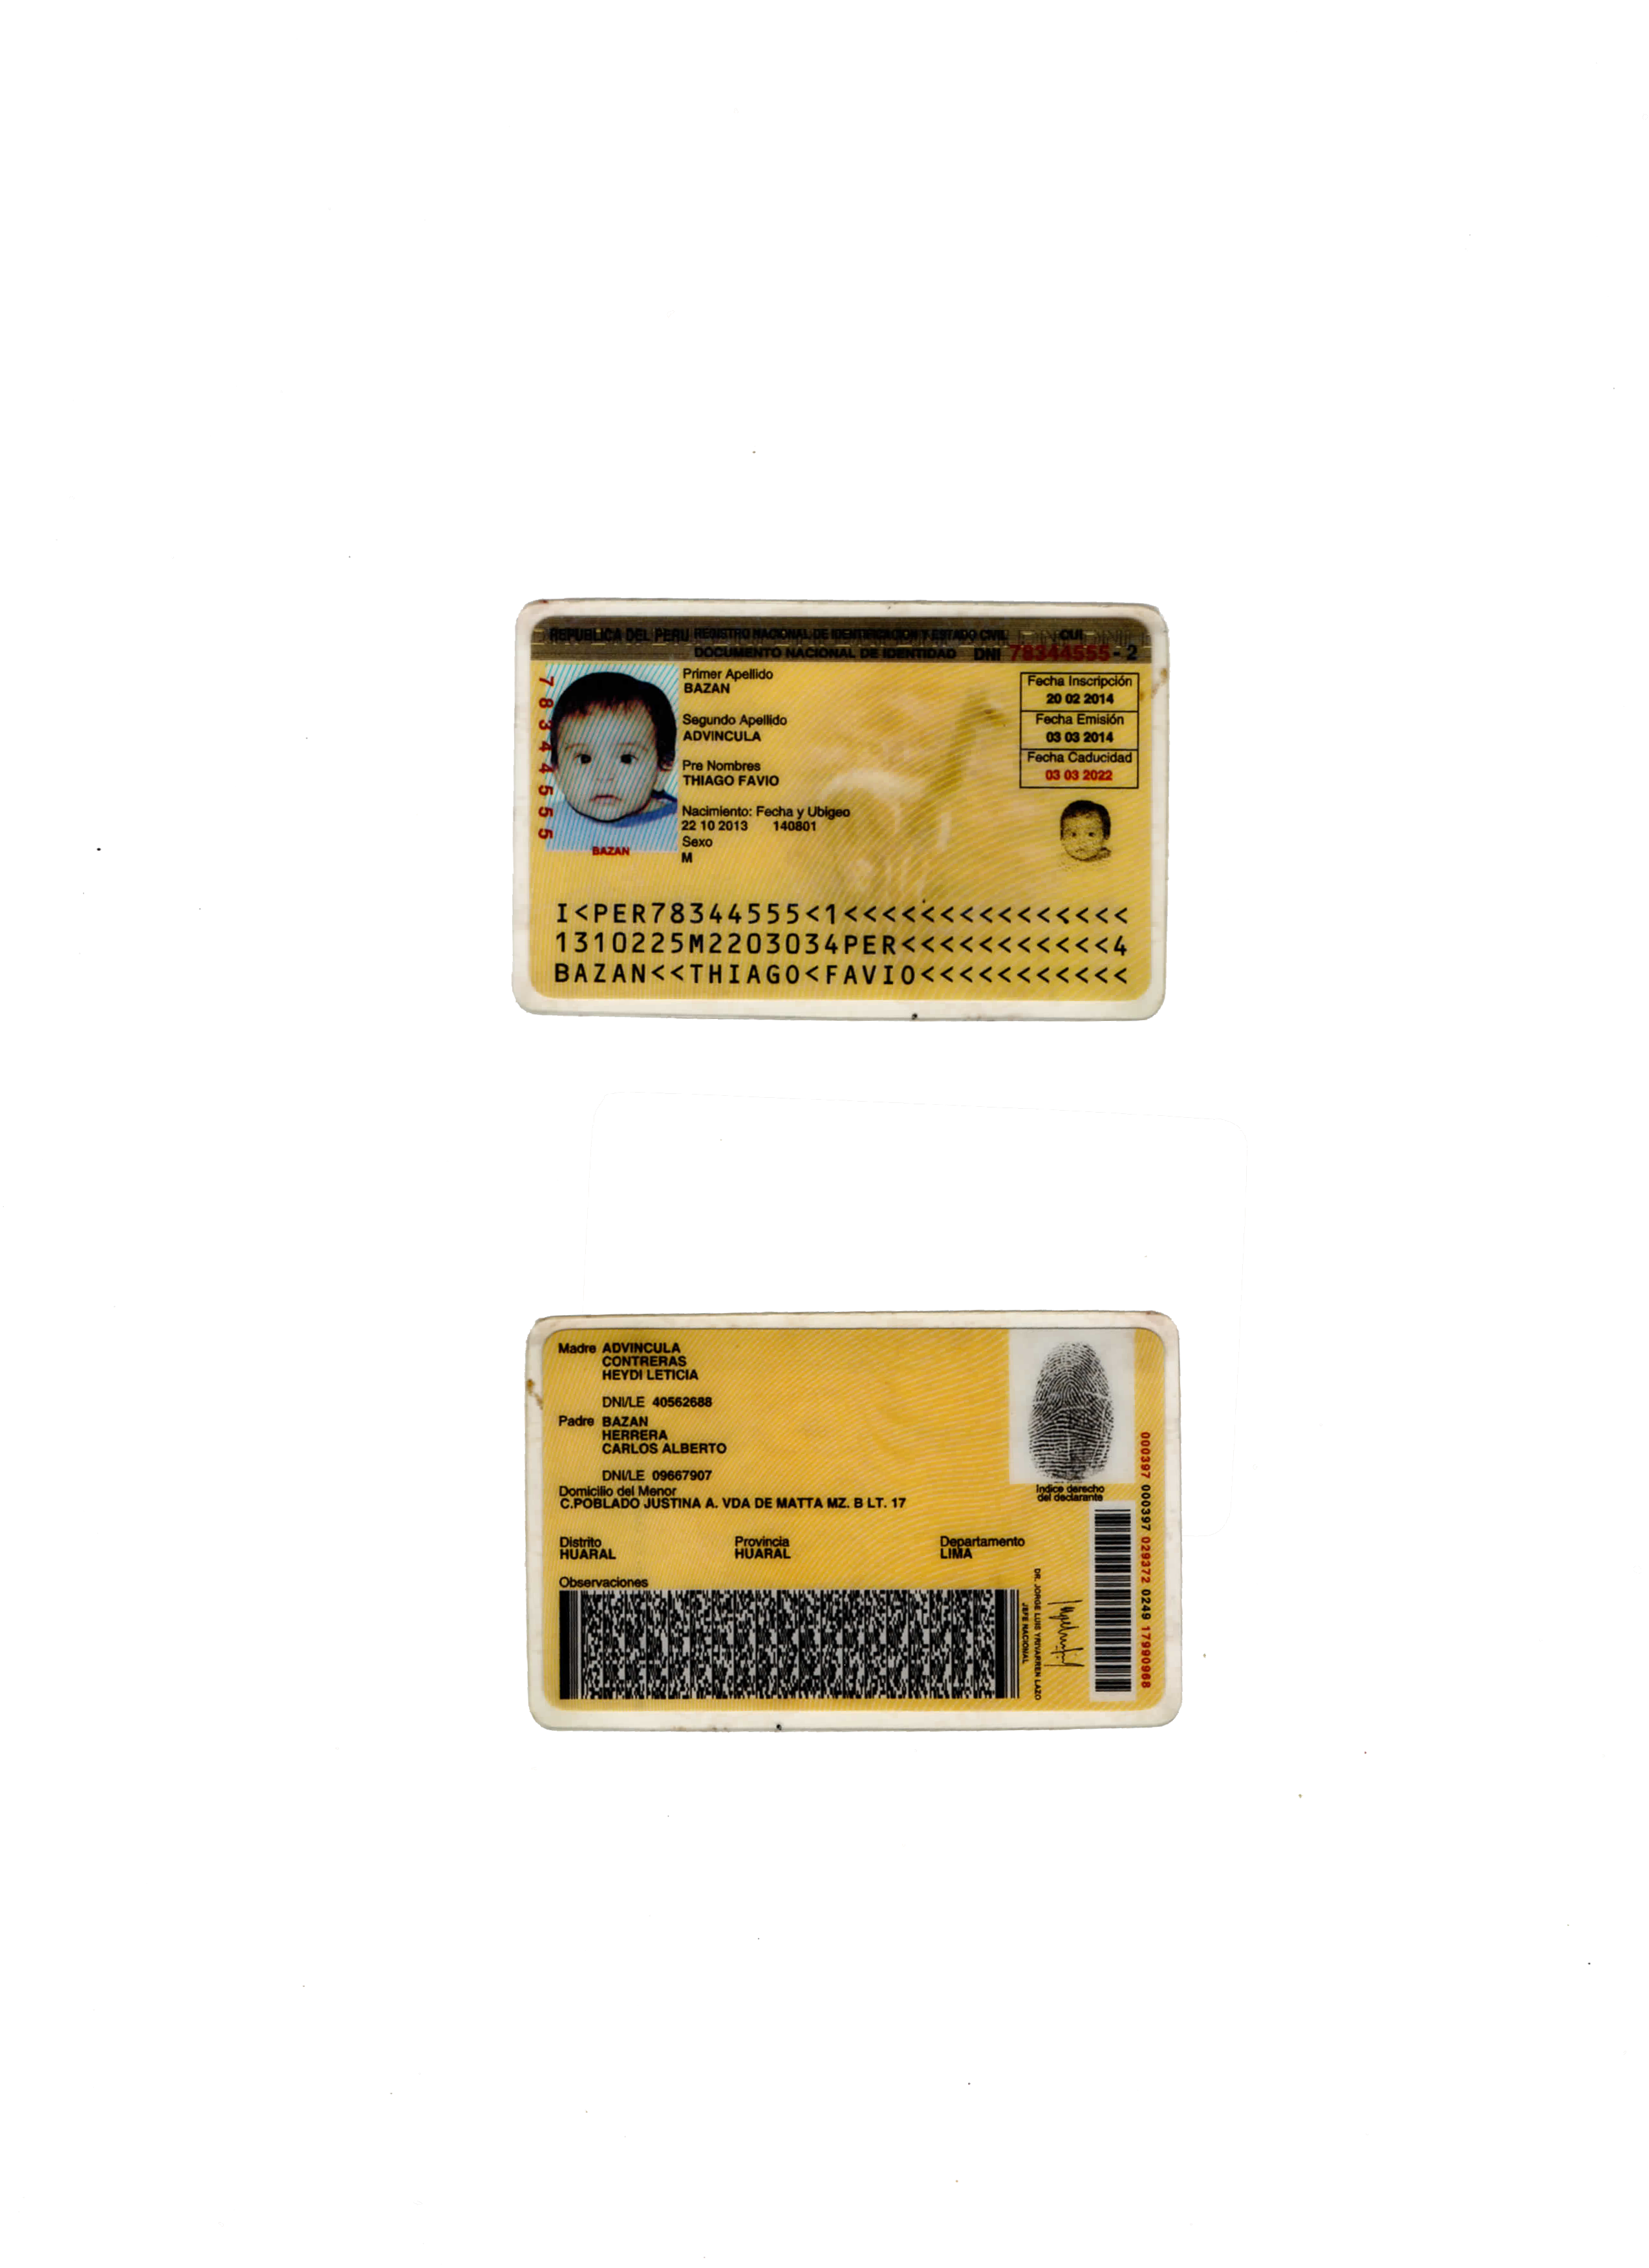 REPUBLICA DEL PERU REGISTRO NACIONAL DE IDENTIFICACION Y ESTADO CIVIL CUI
DOCUMENTO NACIONAL DE IDENTIDAD DNI 78344555 - 2
78344555
Primer Apellido
BAZAN
Segundo Apellido
ADVINCULA
Pre Nombres
THIAGO FAVIO
Nacimiento: Fecha y Ubigeo
22 10 2013 140801
Sexo
M
BAZAN
Fecha Inscripción
20 02 2014
Fecha Emisión
03 03 2014
Fecha Caducidad
03 03 2022
I<PER78344555<1<<<<<<<<<<<<<<<
1310225M2203034PER<<<<<<<<<<<4
BAZAN<<THIAGO<FAVIO<<<<<<<<<<<
Madre ADVINCULA
CONTRERAS
HEYDI LETICIA
DNI/LE 40562688
Padre BAZAN
HERRERA
CARLOS ALBERTO
DNI/LE 09667907
Domicilio del Menor
C.POBLADO JUSTINA A. VDA DE MATTA MZ. B LT. 17
Distrito Provincia Departamento
HUARAL HUARAL LIMA
Observaciones
Indice derecho
del declarante
DR. JORGE LUIS YRIVARREN LAZO
JEFE NACIONAL
000397 000397 029372 0249 17990968